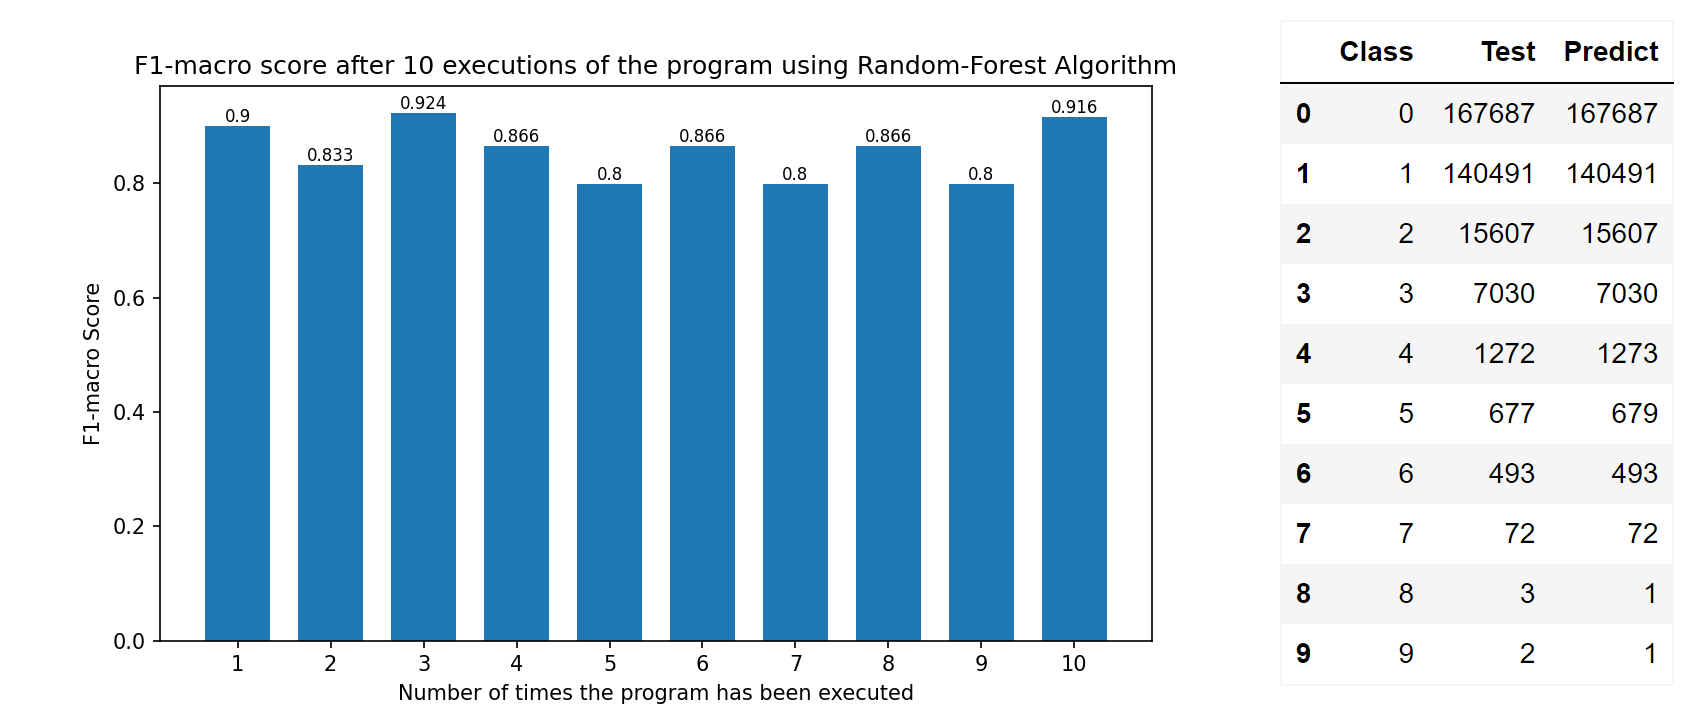 F1-macro score after 10 executions of the program using Random-Forest Algorithm
0.9
0.833
0.924
0.866
0.8
0.866
0.8
0.866
0.8
0.916
F1-macro Score
0.8
0.6
0.4
0.2
0.0
1 2 3 4 5 6 7 8 9 10
Number of times the program has been executed
Class Test Predict
0 0 167687 167687
1 1 140491 140491
2 2 15607 15607
3 3 7030 7030
4 4 1272 1273
5 5 677 679
6 6 493 493
7 7 72 72
8 8 3 1
9 9 2 1